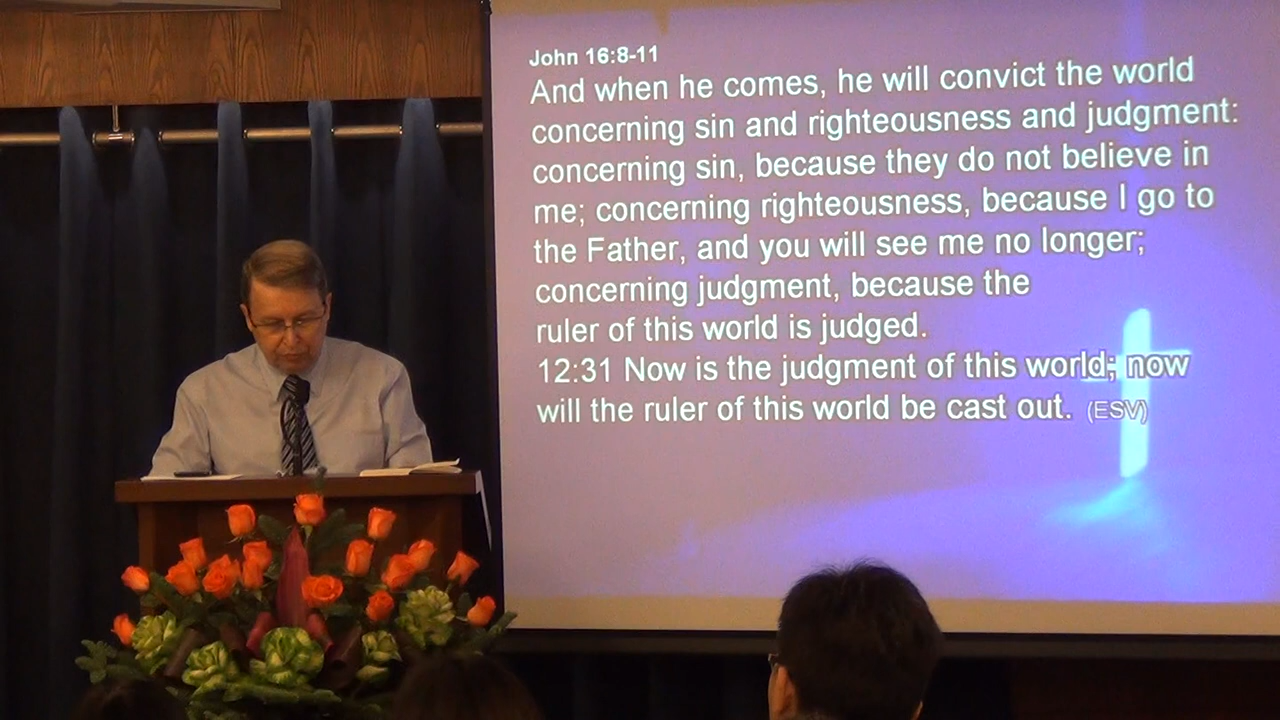 John 16:8-11
And when he comes, he will convict the world
concerning sin and righteousness and judgment:
concerning sin, because they do not believe in
me; concerning righteousness, because I go to
the Father, and you will see me no longer;
concerning judgment, because the
ruler of this world is judged.
12:31 Now is the judgment of this world; now
will the ruler of this world be cast out. (ESV)